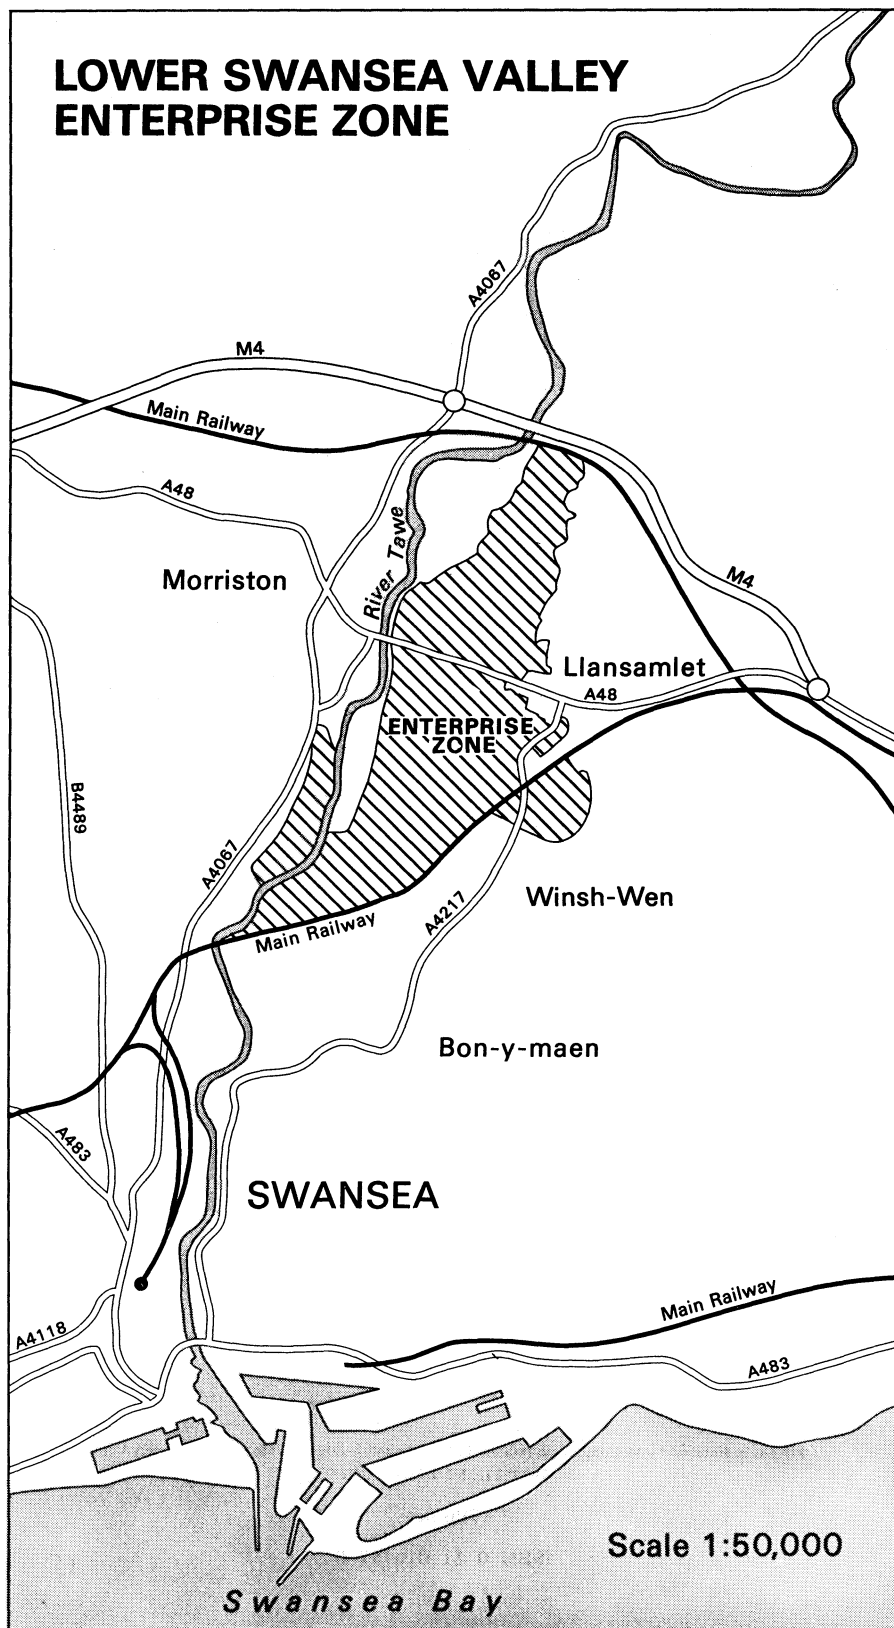 LOWER SWANSEA VALLEY
ENTERPRISE ZONE
A4067
M4
Main Railway
A48
River Tawe
Morriston
M4
Llansamlet
A48
ENTERPRISE
ZONE
B4489
A4067
Winsh-Wen
A4217
Main Railway
Bon-y-maen
A483
SWANSEA
Main Railway
A4118
A483
Scale 1:50,000
Swansea Bay